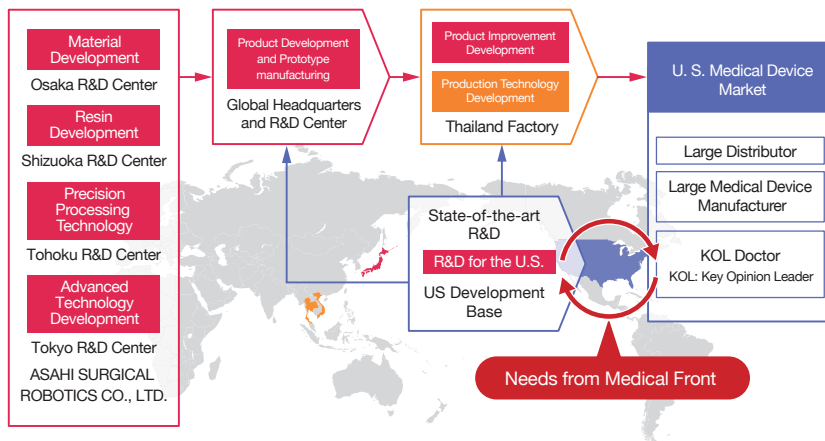 Material
Development
Osaka R&D Center
Resin Development
Shizuoka R&D Center
Precision
Processing
Technology
Tohoku R&D Center
Advanced
Technology
Development
Tokyo R&D Center
ASAHI SURGICAL
ROBOTICS CO., LTD.
Product Development
and Prototype
manufacturing
Global Headquarters
and R&D Center
Product Improvement
Development
Production Technology
Development
Thailand Factory
State-of-the-art
R&D
R&D for the U.S.
US Development
Base
U. S. Medical Device
Market
Large Distributor
Large Medical Device
Manufacturer
KOL Doctor
KOL: Key Opinion Leader
Needs from Medical Front